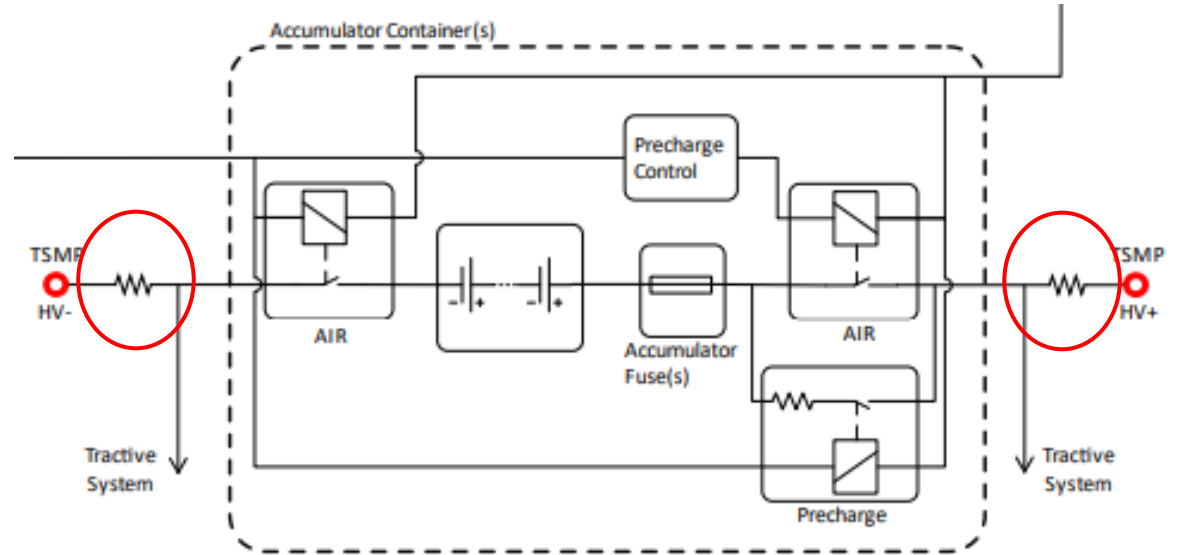 Accumulator Container(s)
Precharge
Control
TSMP
HV-
AIR
- +
- +
Accumulator
Fuse(s)
AIR
TSMP
HV+
Tractive
System
Precharge
Tractive
System